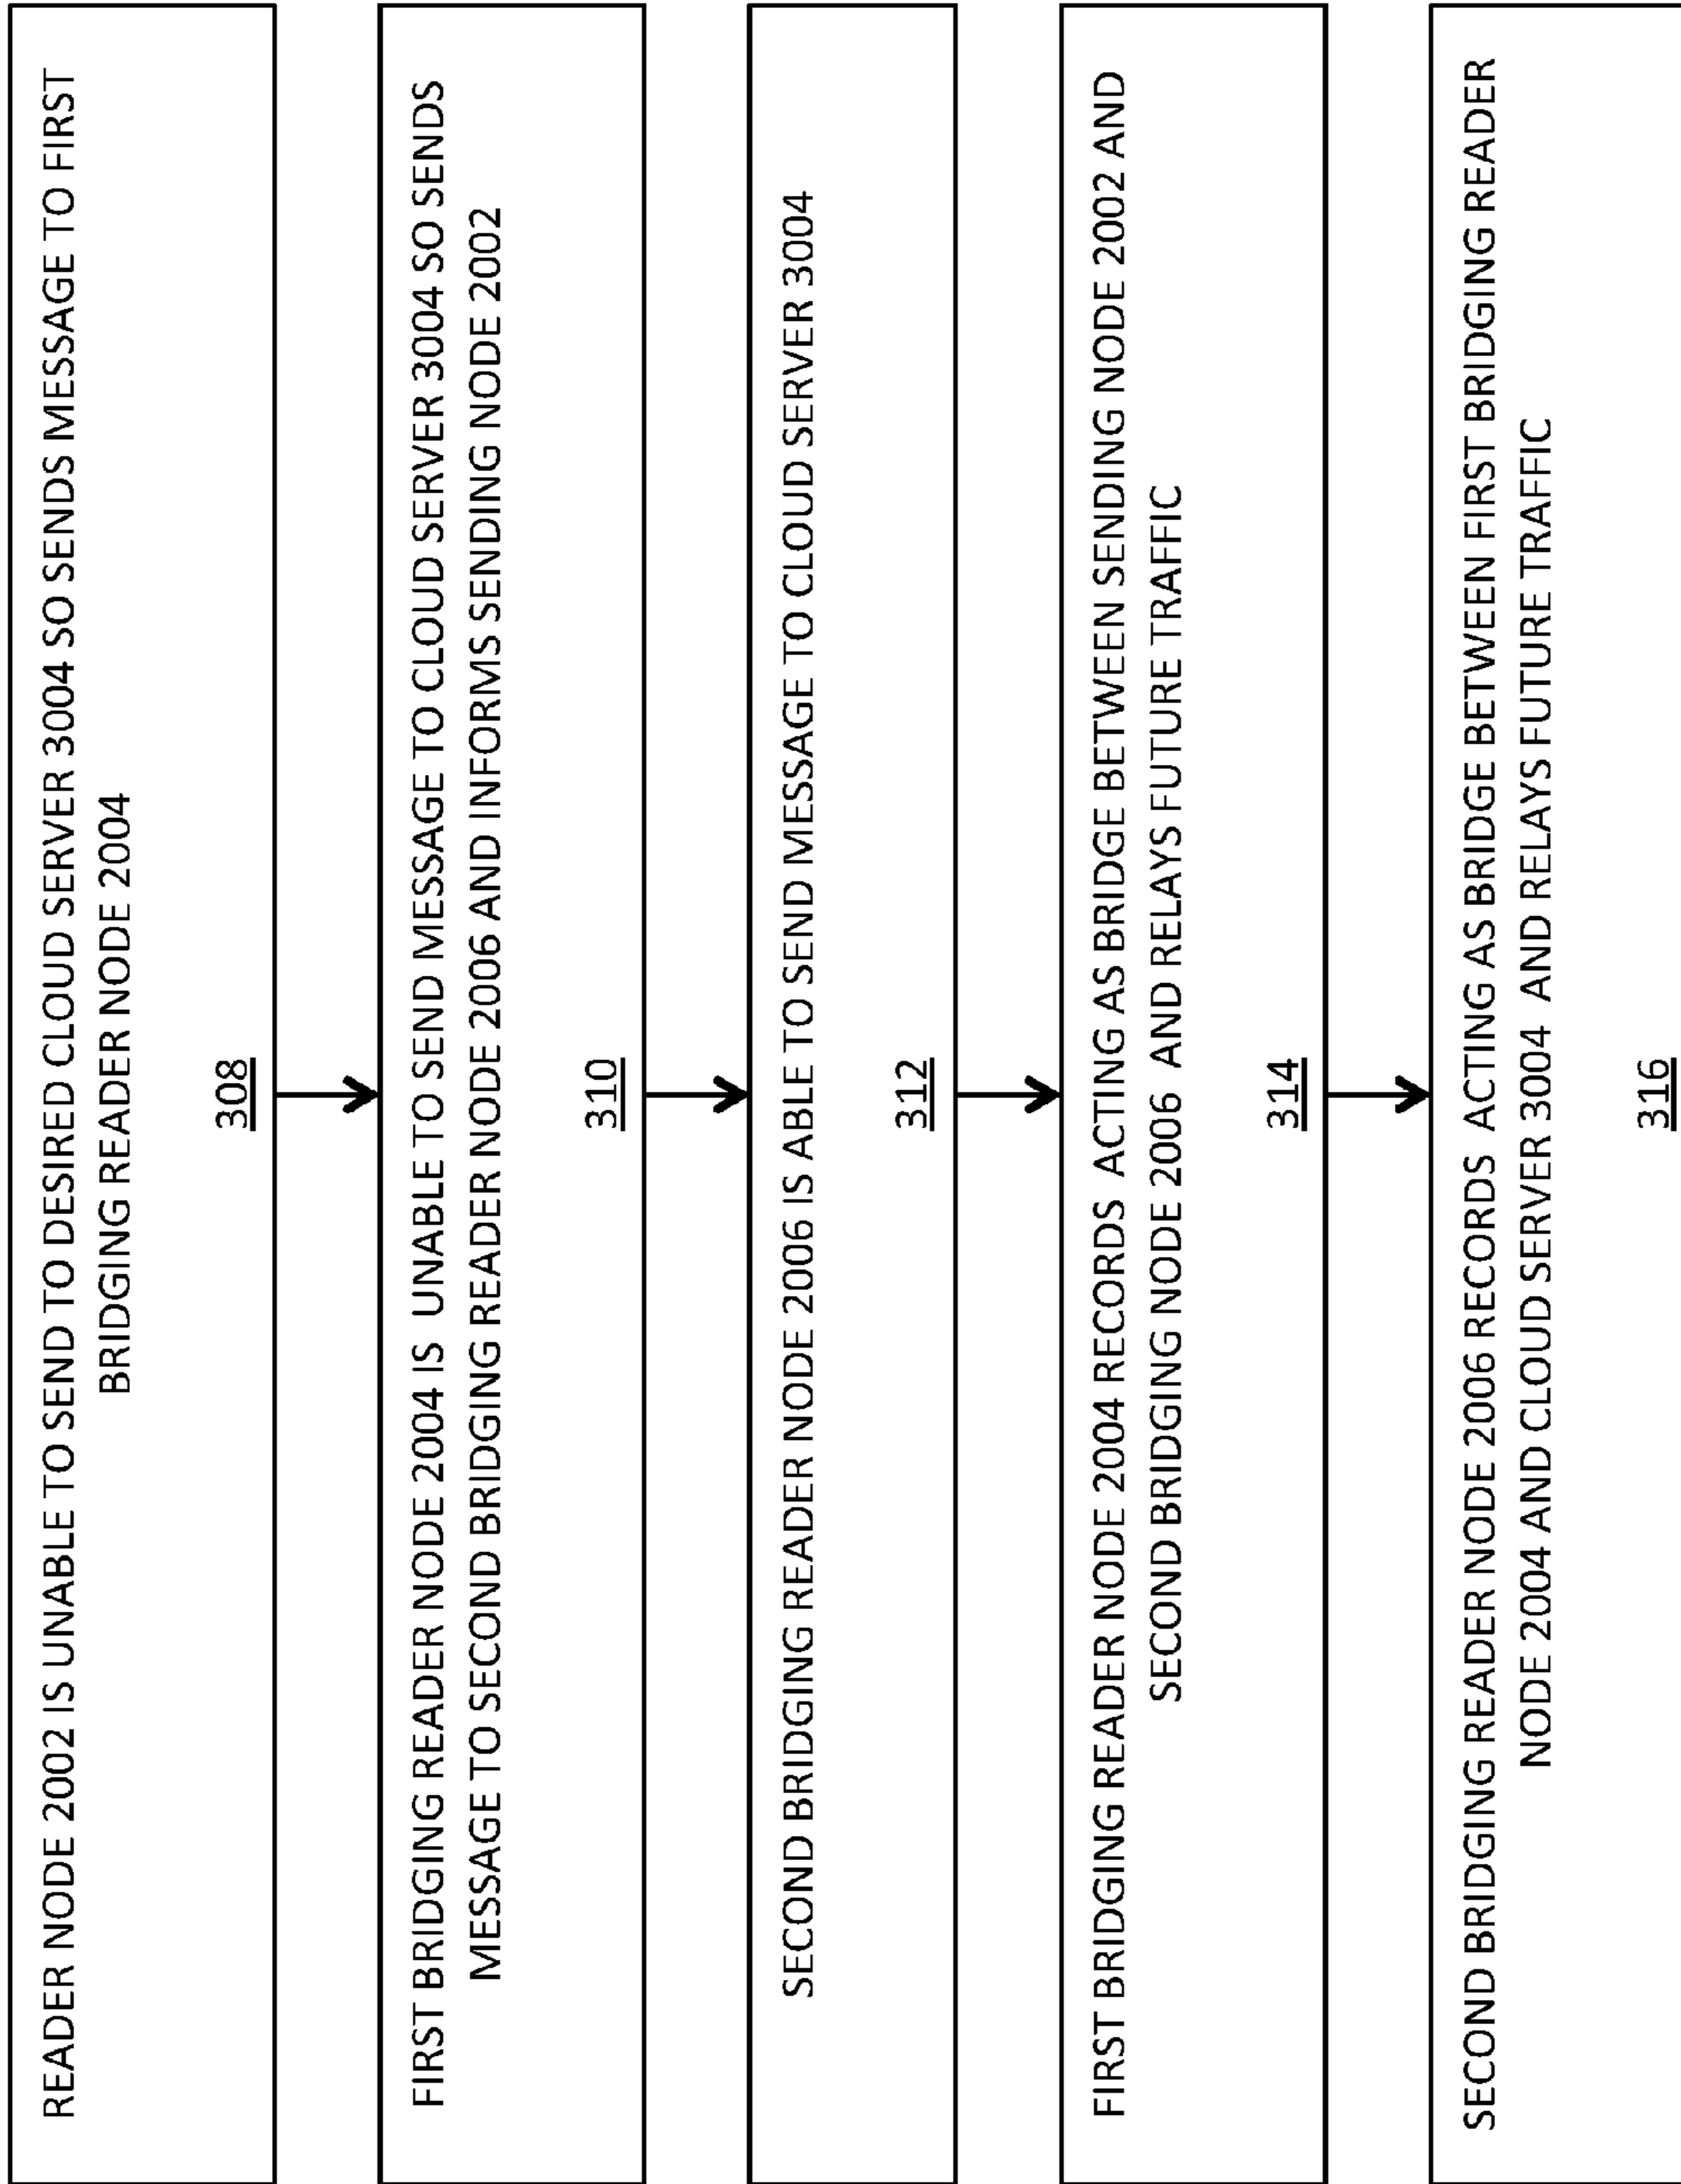 READER NODE 2002 IS UNABLE TO SEND TO DESIRED CLOUD SERVER 3004 SO SENDS MESSAGE TO FIRST
BRIDGING READER NODE 2004
308
FIRST BRIDGING READER NODE 2004 IS UNABLE TO SEND MESSAGE TO CLOUD SERVER 3004 SO SENDS
MESSAGE TO SECOND BRIDGING READER NODE 2006 AND INFORMS SENDING NODE 2002
310
SECOND BRIDGING READER NODE 2006 IS ABLE TO SEND MESSAGE TO CLOUD SERVER 3004
312
FIRST BRIDGING READER NODE 2004 RECORDS ACTING AS BRIDGE BETWEEN SENDING NODE 2002 AND
SECOND BRIDGING NODE 2006 AND RELAYS FUTURE TRAFFIC
314
SECOND BRIDGING READER NODE 2006 RECORDS ACTING AS BRIDGE BETWEEN FIRST BRIDGING READER
NODE 2004 AND CLOUD SERVER 3004 AND RELAYS FUTURE TRAFFIC
316